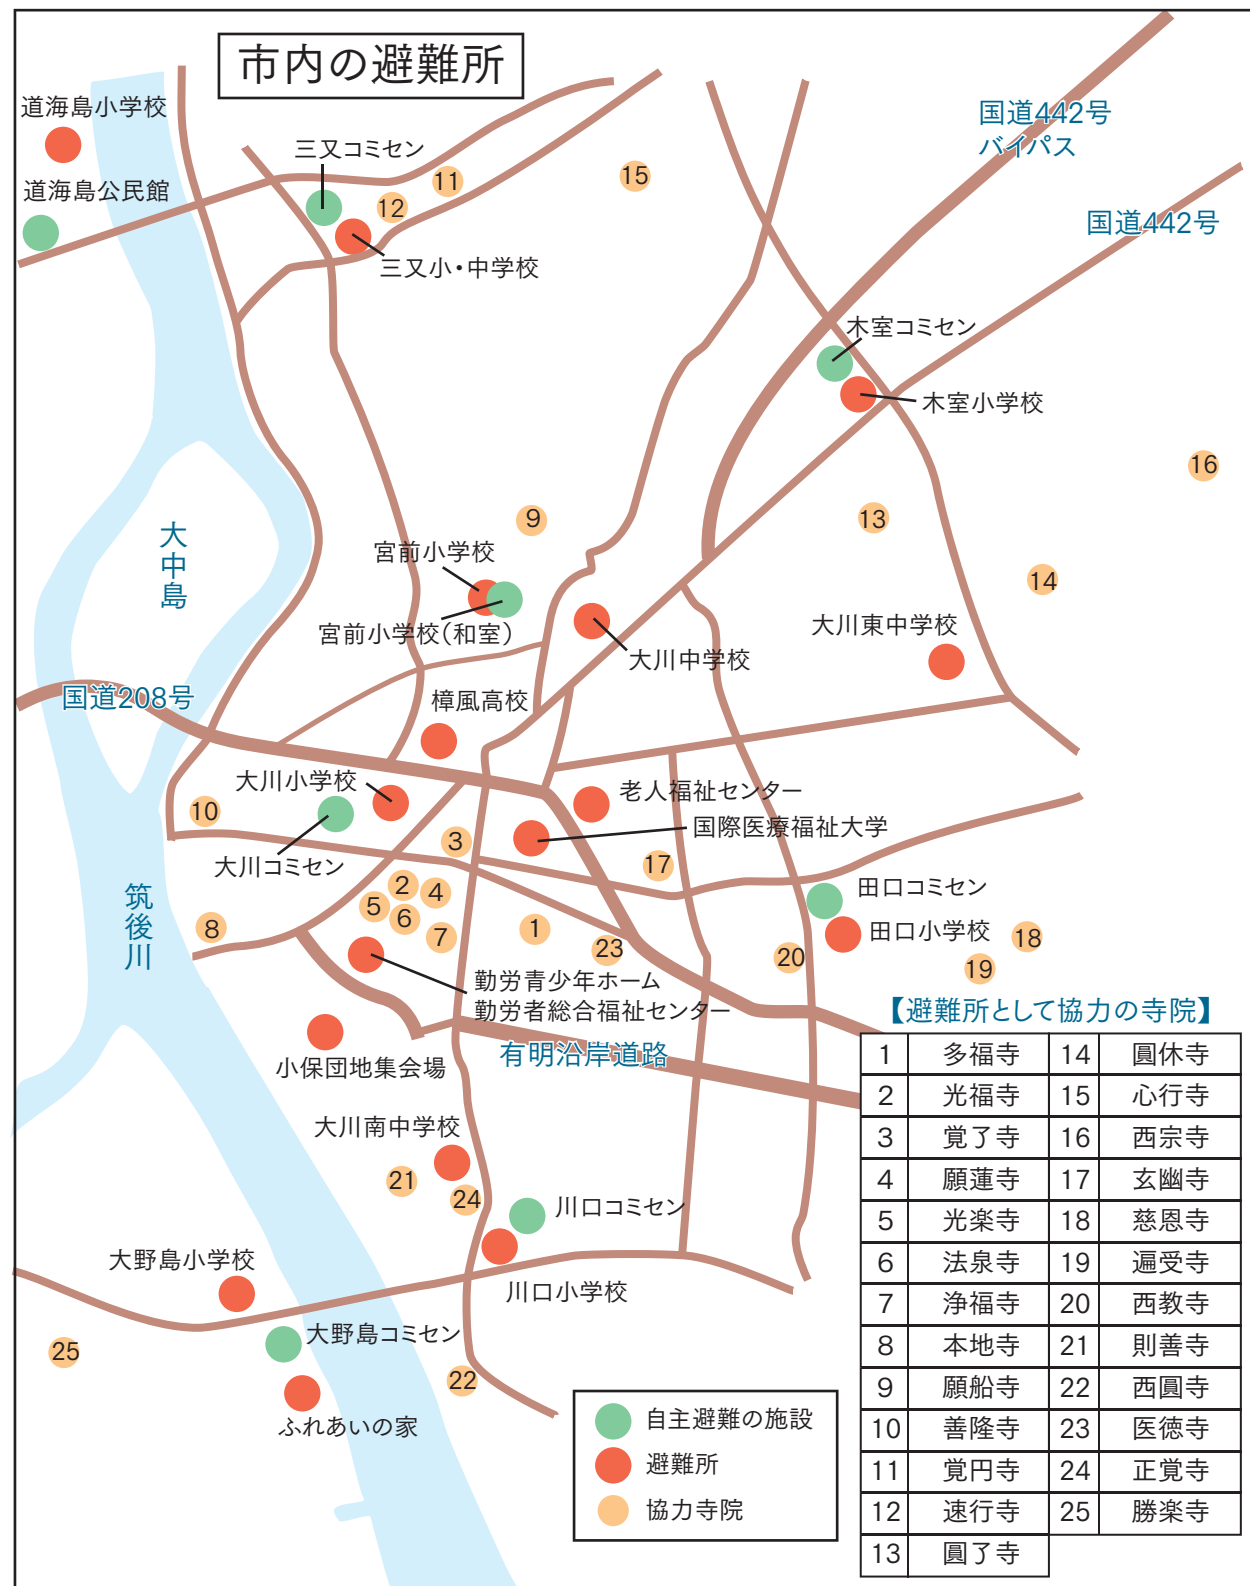 市内の避難所
道海島小学校
道海島公民館
三又コミセン
11
12
15
三又小・中学校
国道442号
バイパス
国道442号
木室コミセン
木室小学校
16
9
13
14
大中島
宮前小学校
宮前小学校（和室）
大川中学校
大川東中学校
国道208号
樟風高校
大川小学校
老人福祉センター
国際医療福祉大学
10
3
大川コミセン
17
筑後川
2
4
5
6
7
8
1
23
田口コミセン
田口小学校
20
18
19
勤労青少年ホーム
勤労者総合福祉センター
小保団地集会場
有明沿岸道路
大川南中学校
21
24
川口コミセン
川口小学校
大野島小学校
大野島コミセン
25
22
ふれあいの家
自主避難の施設
避難所
協力寺院
【避難所として協力の寺院】
1 多福寺 14 圓休寺
2 光福寺 15 心行寺
3 覚了寺 16 西宗寺
4 願蓮寺 17 玄幽寺
5 光楽寺 18 慈恩寺
6 法泉寺 19 遍受寺
7 浄福寺 20 西教寺
8 本地寺 21 則善寺
9 願船寺 22 西圓寺
10 善隆寺 23 医徳寺
11 覚円寺 24 正覚寺
12 速行寺 25 勝楽寺
13 圓了寺